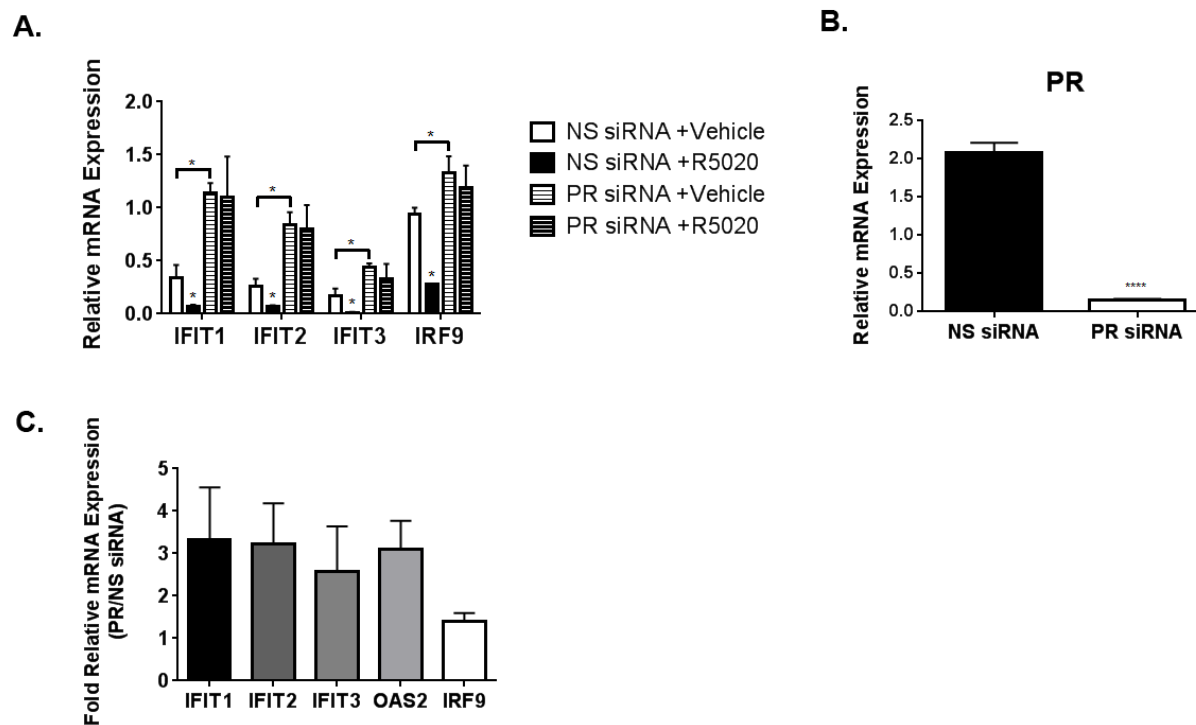 A.
Relative mRNA Expression
2.0
1.5
1.0
0.5
0.0
*
*
*
*
*
*
*
*
IFIT1 IFIT2 IFIT3 IRF9
NS siRNA +Vehicle
NS siRNA +R5020
PR siRNA +Vehicle
PR siRNA +R5020
B.
PR
Relative mRNA Expression
2.5
2.0
1.5
1.0
0.5
0.0
****
NS siRNA PR siRNA
C.
Fold Relative mRNA Expression
(PR/NS siRNA)
5
4
3
2
1
0
IFIT1 IFIT2 IFIT3 OAS2 IRF9